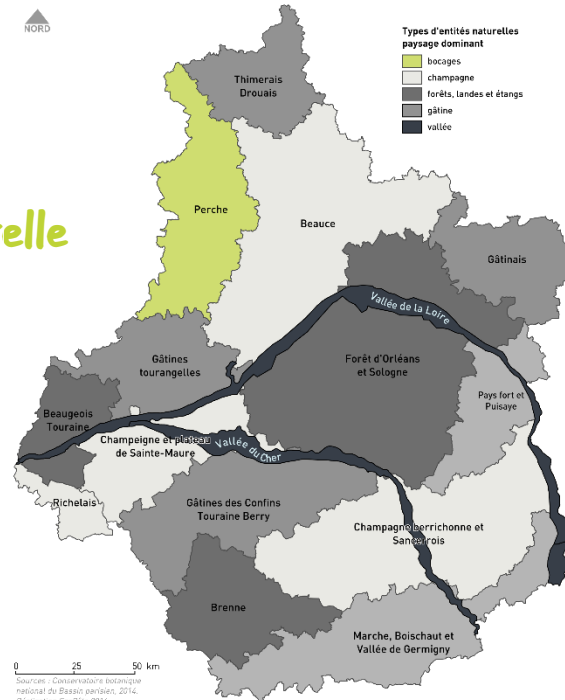 NORD
Types d'entités naturelles
paysage dominant
bocages
champagne
forêts, landes et étangs
gâtine
vallée
Thimerais
Drouais
Perche
Beauce
relle
Gâtinais
Vallée de la Loire
Gâtines
tourangelles
Forêt d'Orléans
et Sologne
Pays fort et
Puisaye
Beaugeois
Touraine
Champeigne et plateau
de Sainte-Maure
Vallée du Cher
Richelais
Gâtines des Confins
Touraine Berry
Champagne berrichonne et
Sancerrois
Brenne
Marche, Boischaut et
Vallée de Germigny
0 25 50 km
Sources : Conservatoire botanique
national du Bassin parisien, 2014.